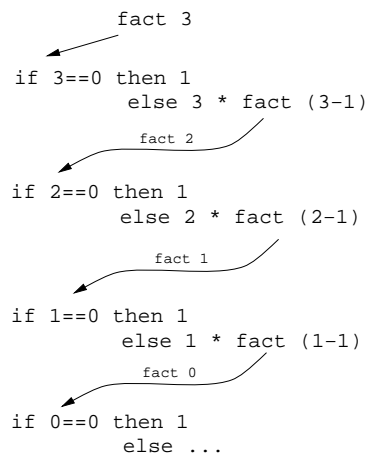 fact 3
if 3==0 then 1
else 3 * fact (3-1)
fact 2
if 2==0 then 1
else 2 * fact (2-1)
fact 1
if 1==0 then 1
else 1 * fact (1-1)
fact 0
if 0==0 then 1
else ...